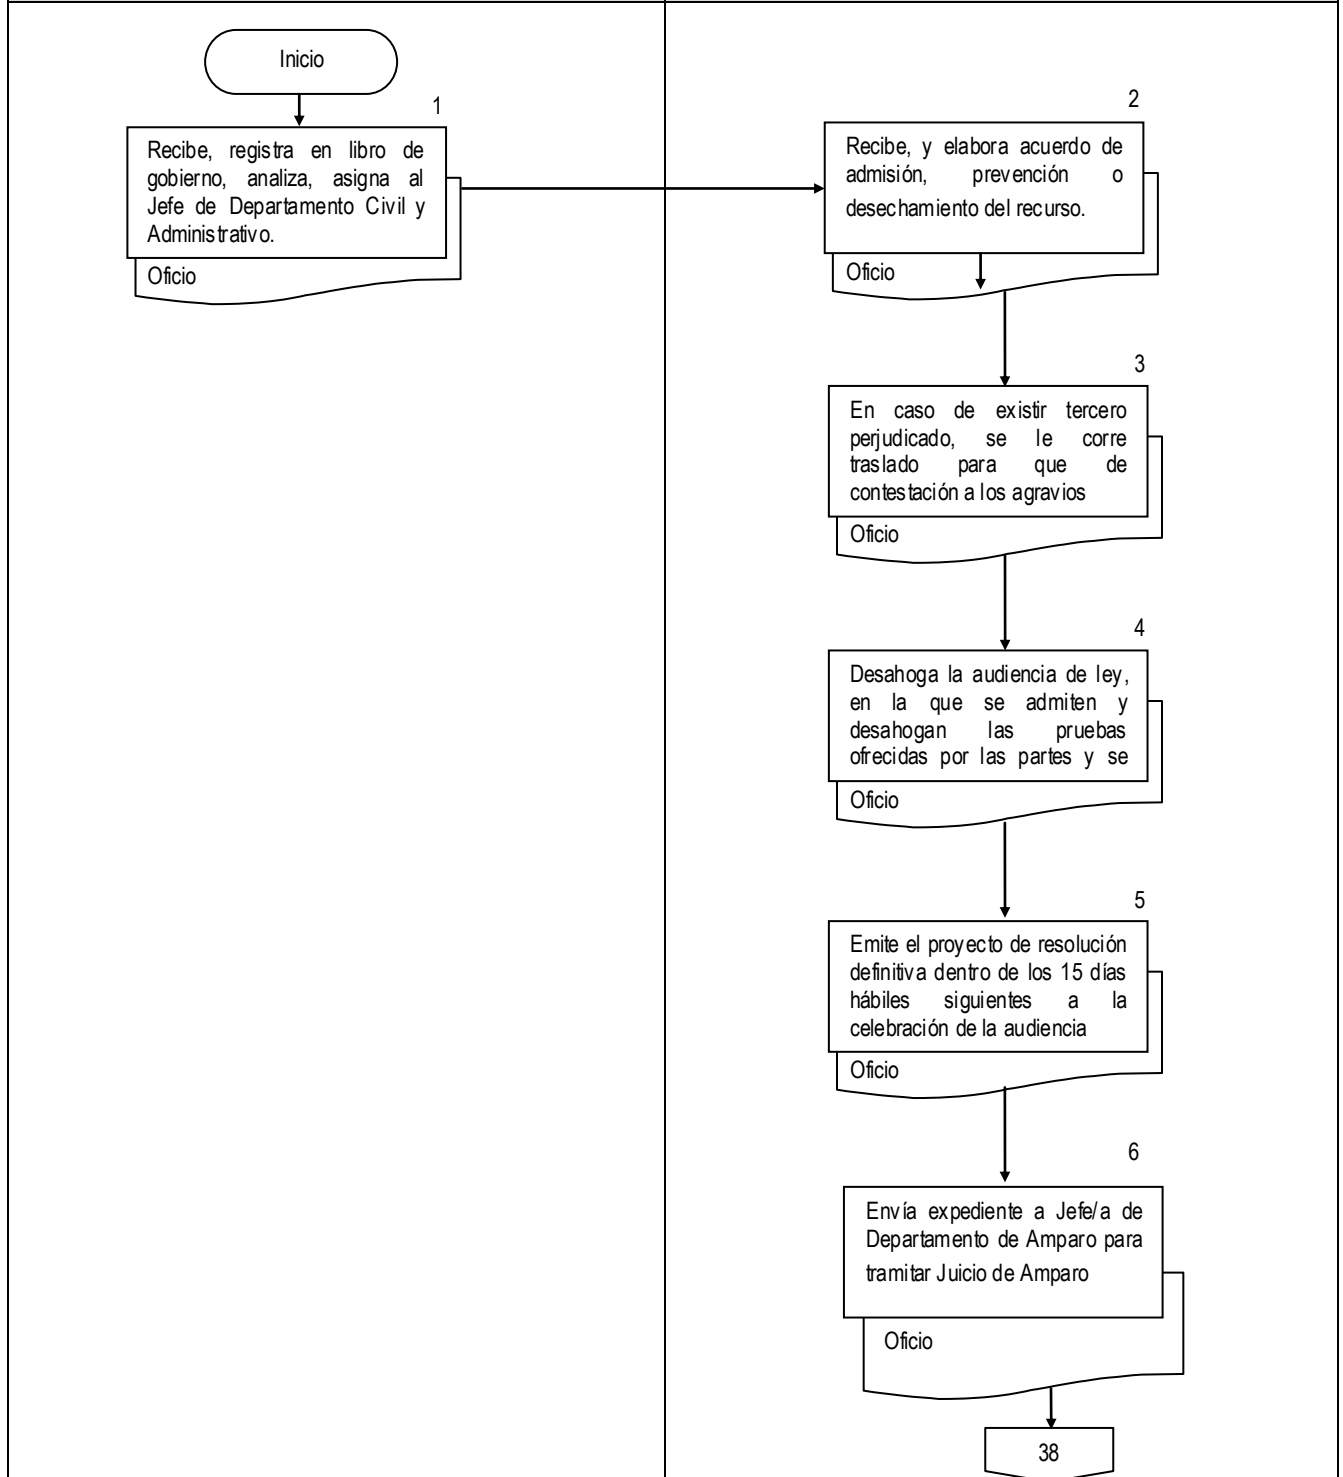 Inicio
1
Recibe, registra en libro de
gobierno, analiza, asigna al
Jefe de Departamento Civil y
Administrativo.
Oficio
2
Recibe, y elabora acuerdo de
admisión, prevención o
desechamiento del recurso.
Oficio
3
En caso de existir tercero
perjudicado, se le corre
traslado para que de
contestación a los agravios
Oficio
4
Desahoga la audiencia de ley,
en la que se admiten y
desahogan las pruebas
ofrecidas por las partes y se
Oficio
5
Emite el proyecto de resolución
definitiva dentro de los 15 días
hábiles siguientes a la
celebración de la audiencia
Oficio
6
Envía expediente a Jefe/a de
Departamento de Amparo para
tramitar Juicio de Amparo
Oficio
38